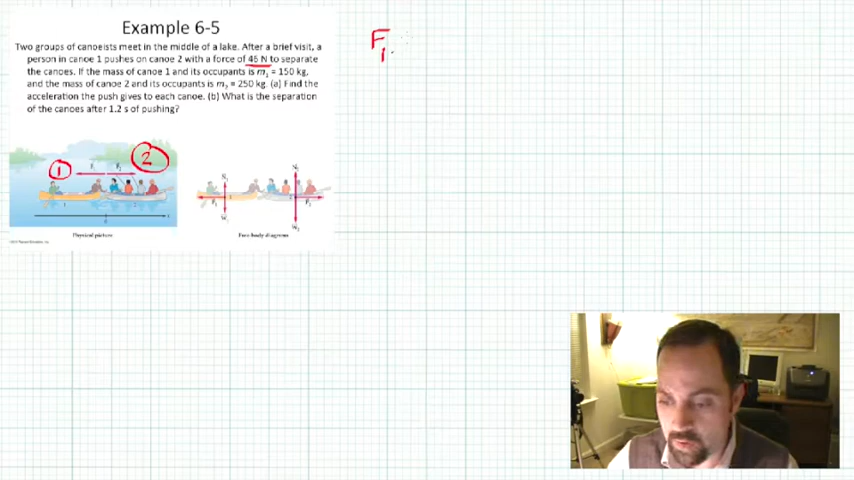 Example 6-5
Two groups of canoeists meet in the middle of a lake. After a brief visit, a
person in canoe 1 pushes on canoe 2 with a force of 46 N to separate
the canoes. If the mass of canoe 1 and its occupants is m₁ = 150 kg,
and the mass of canoe 2 and its occupants is m₂ = 250 kg. (a) Find the
acceleration the push gives to each canoe. (b) What is the separation
of the canoes after 1.2 s of pushing?
F₁
1
2
Physical picture
Free-body diagrams